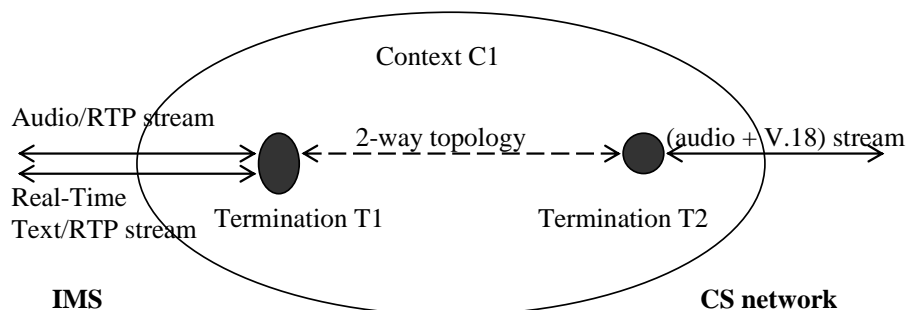 Context C1
Audio/RTP stream
2-way topology
(audio + V.18) stream
Real-Time
Text/RTP stream
Termination T1
Termination T2
IMS
CS network